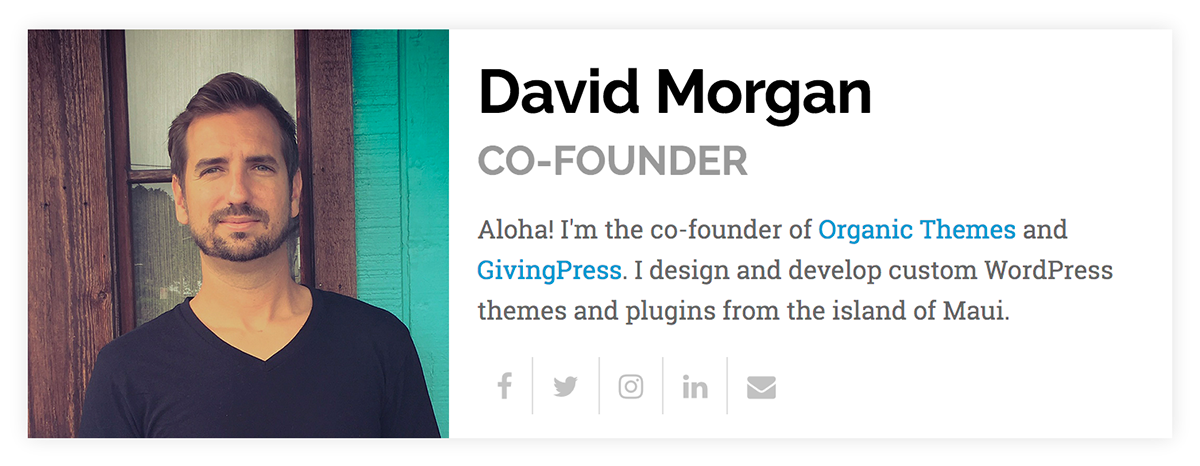 David Morgan
CO-FOUNDER
Aloha! I'm the co-founder of Organic Themes and
GivingPress. I design and develop custom WordPress
themes and plugins from the island of Maui.